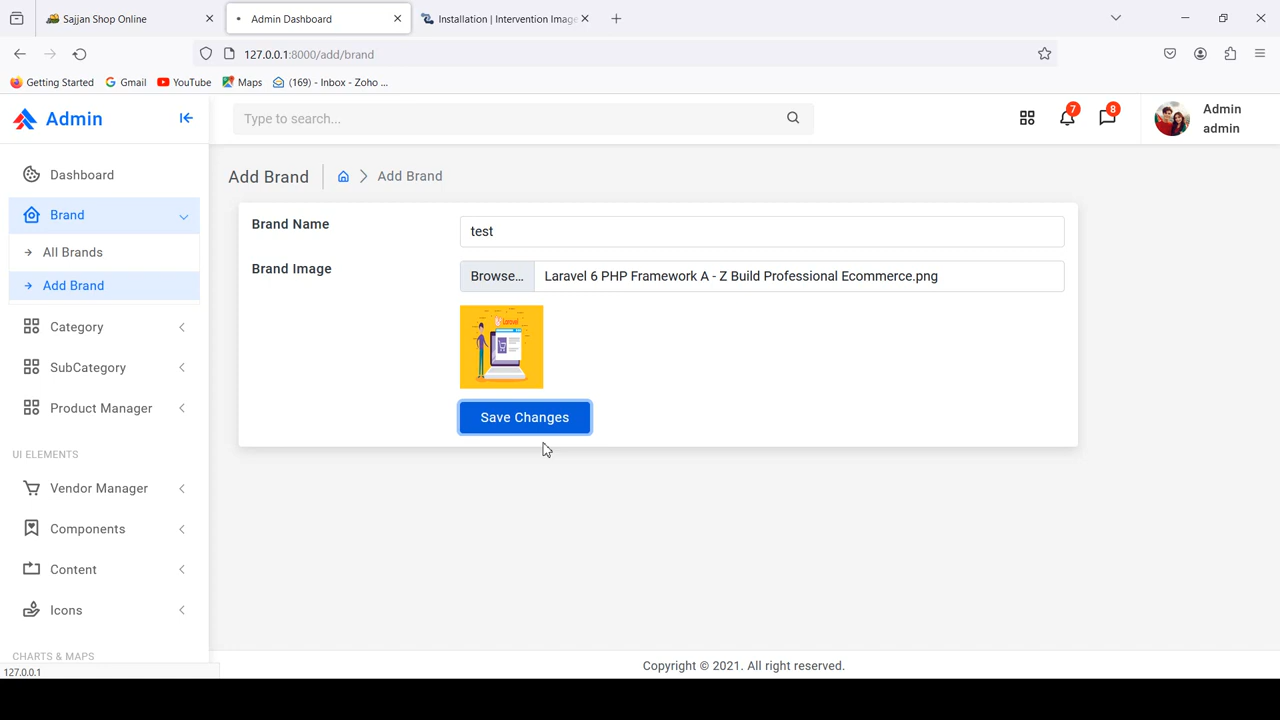 Sajjan Shop Online
Admin Dashboard
Installation | Intervention Image
127.0.0.1:8000/add/brand
Getting Started
Gmail
YouTube
Maps
(169) - Inbox - Zoho ...
Admin
Type to search...
7
8
Admin
admin
Dashboard
Brand
All Brands
Add Brand
Category
SubCategory
Product Manager
UI ELEMENTS
Vendor Manager
Components
Content
Icons
CHARTS & MAPS
Add Brand
Add Brand
Brand Name
test
Brand Image
Browse...
Laravel 6 PHP Framework A - Z Build Professional Ecommerce.png
Laravel
Save Changes
Copyright © 2021. All right reserved.
127.0.0.1